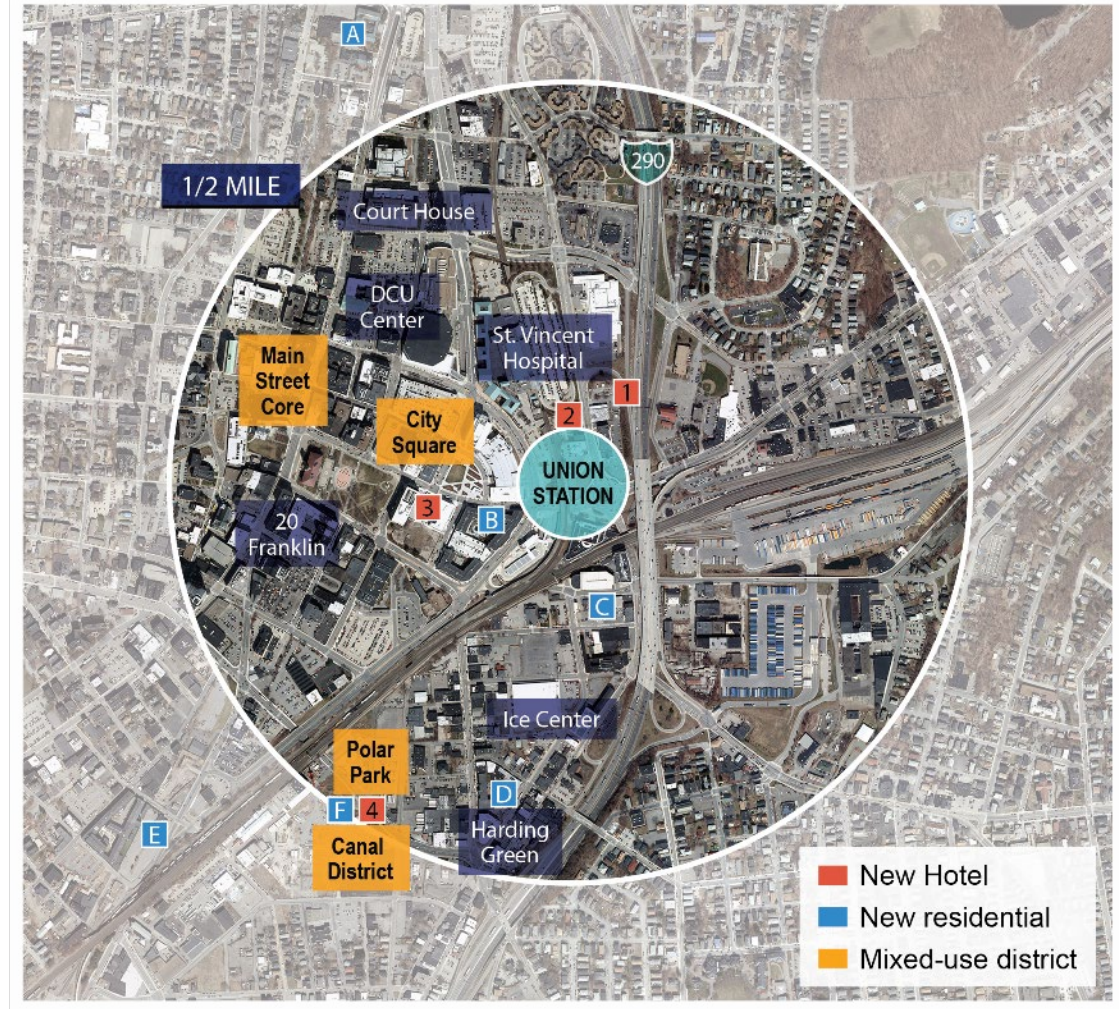 A
290
1/2 MILE
Court House
DCU
Center
St. Vincent
Hospital
Main
Street
Core
1
City
Square
2
UNION
STATION
3
B
20
Franklin
C
Ice Center
Polar
Park
D
F
4
E
Harding
Green
Canal
District
New Hotel
New residential
Mixed-use district